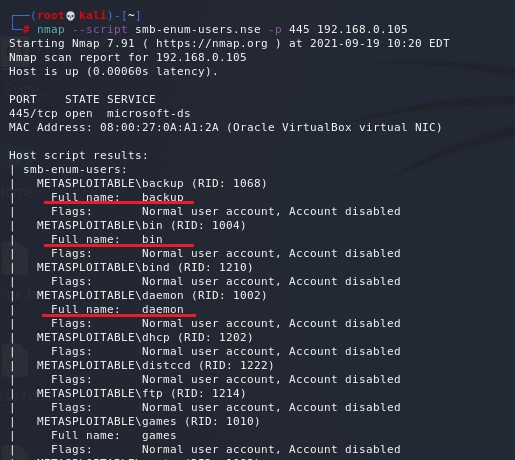 ┌──(root💀kali)-[~]
└─# nmap --script smb-enum-users.nse -p 445 192.168.0.105
Starting Nmap 7.91 ( https://nmap.org ) at 2021-09-19 10:20 EDT
Nmap scan report for 192.168.0.105
Host is up (0.00060s latency).

PORT    STATE SERVICE
445/tcp open  microsoft-ds
MAC Address: 08:00:27:0A:A1:2A (Oracle VirtualBox virtual NIC)

Host script results:
| smb-enum-users:
|   METASPLOITABLE\backup (RID: 1068)
|     Full name:   backup
|     Flags:       Normal user account, Account disabled
|   METASPLOITABLE\bin (RID: 1004)
|     Full name:   bin
|     Flags:       Normal user account, Account disabled
|   METASPLOITABLE\bind (RID: 1210)
|     Flags:       Normal user account, Account disabled
|   METASPLOITABLE\daemon (RID: 1002)
|     Full name:   daemon
|     Flags:       Normal user account, Account disabled
|   METASPLOITABLE\dhcp (RID: 1202)
|     Flags:       Normal user account, Account disabled
|   METASPLOITABLE\distccd (RID: 1222)
|     Flags:       Normal user account, Account disabled
|   METASPLOITABLE\ftp (RID: 1214)
|     Flags:       Normal user account, Account disabled
|   METASPLOITABLE\games (RID: 1010)
|     Full name:   games
|     Flags:       Normal user account, Account disabled